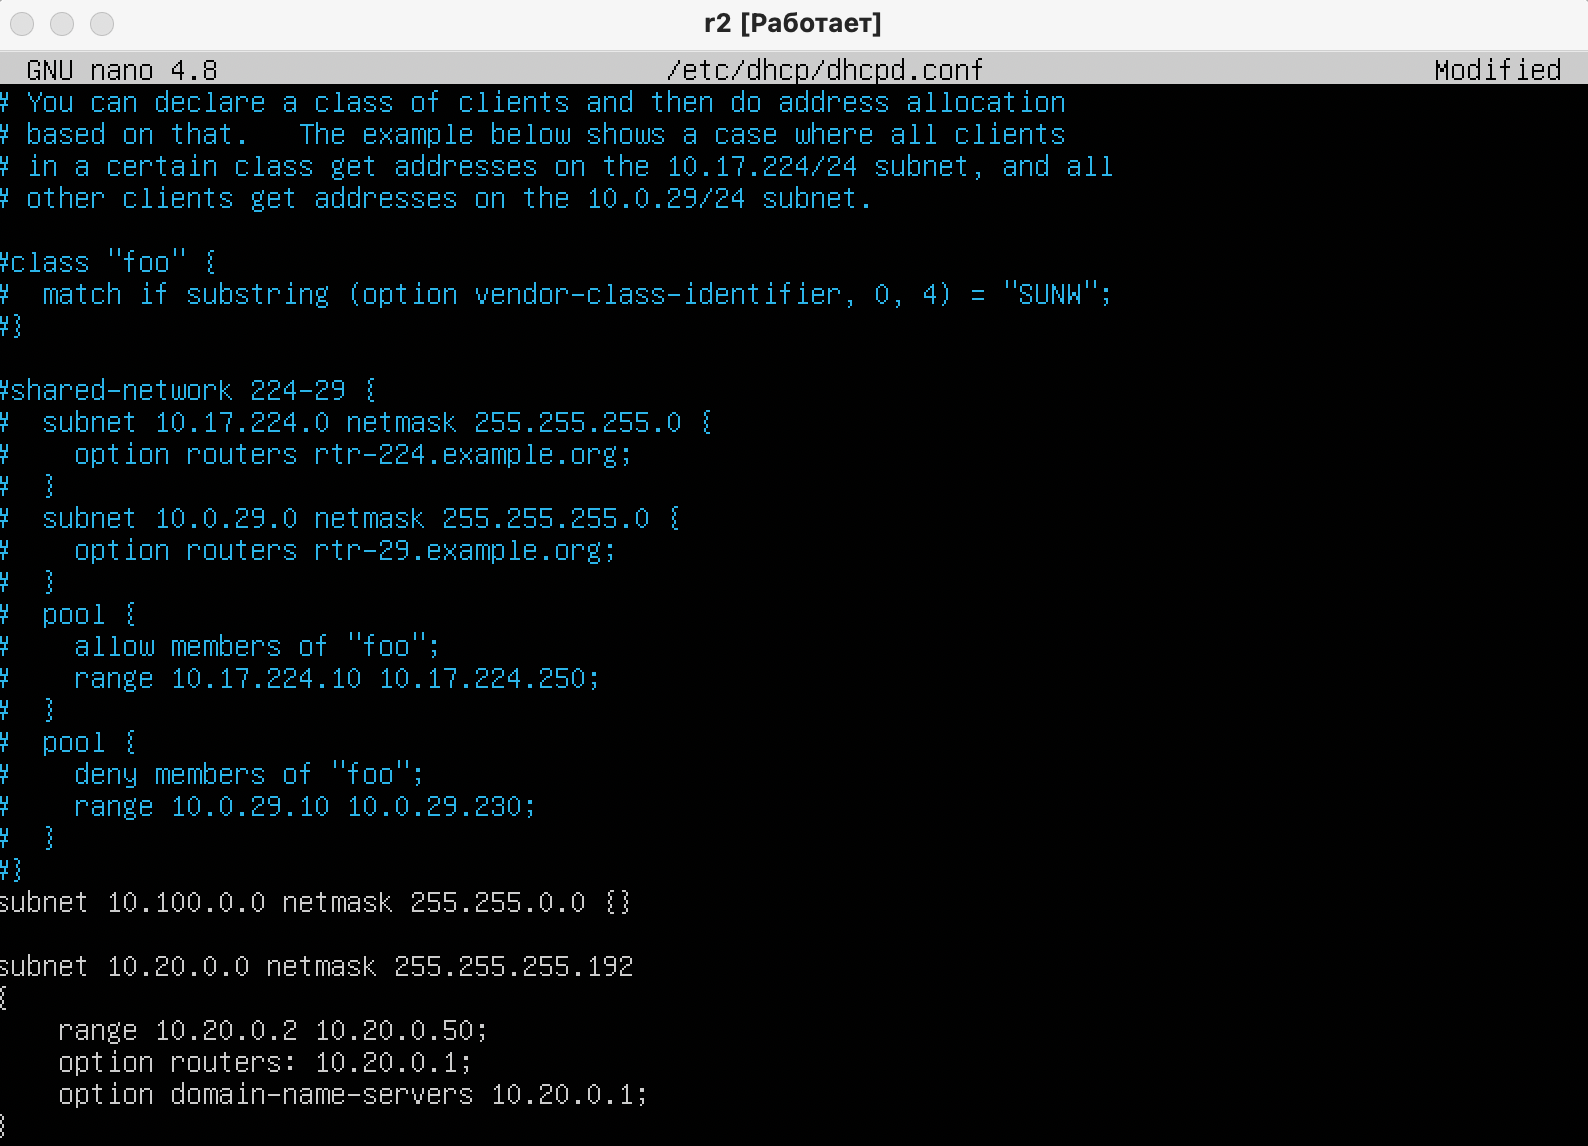 r2 [Работает]
GNU nano 4.8 /etc/dhcp/dhcpd.conf Modified
# You can declare a class of clients and then do address allocation
# based on that.   The example below shows a case where all clients
# in a certain class get addresses on the 10.17.224/24 subnet, and all
# other clients get addresses on the 10.0.29/24 subnet.

#class "foo" {
#  match if substring (option vendor-class-identifier, 0, 4) = "SUNW";
#}

#shared-network 224-29 {
#  subnet 10.17.224.0 netmask 255.255.255.0 {
#    option routers rtr-224.example.org;
#  }
#  subnet 10.0.29.0 netmask 255.255.255.0 {
#    option routers rtr-29.example.org;
#  }
#  pool {
#    allow members of "foo";
#    range 10.17.224.10 10.17.224.250;
#  }
#  pool {
#    deny members of "foo";
#    range 10.0.29.10 10.0.29.230;
#  }
#}
subnet 10.100.0.0 netmask 255.255.0.0 {}

subnet 10.20.0.0 netmask 255.255.255.192
{
    range 10.20.0.2 10.20.0.50;
    option routers: 10.20.0.1;
    option domain-name-servers 10.20.0.1;
}